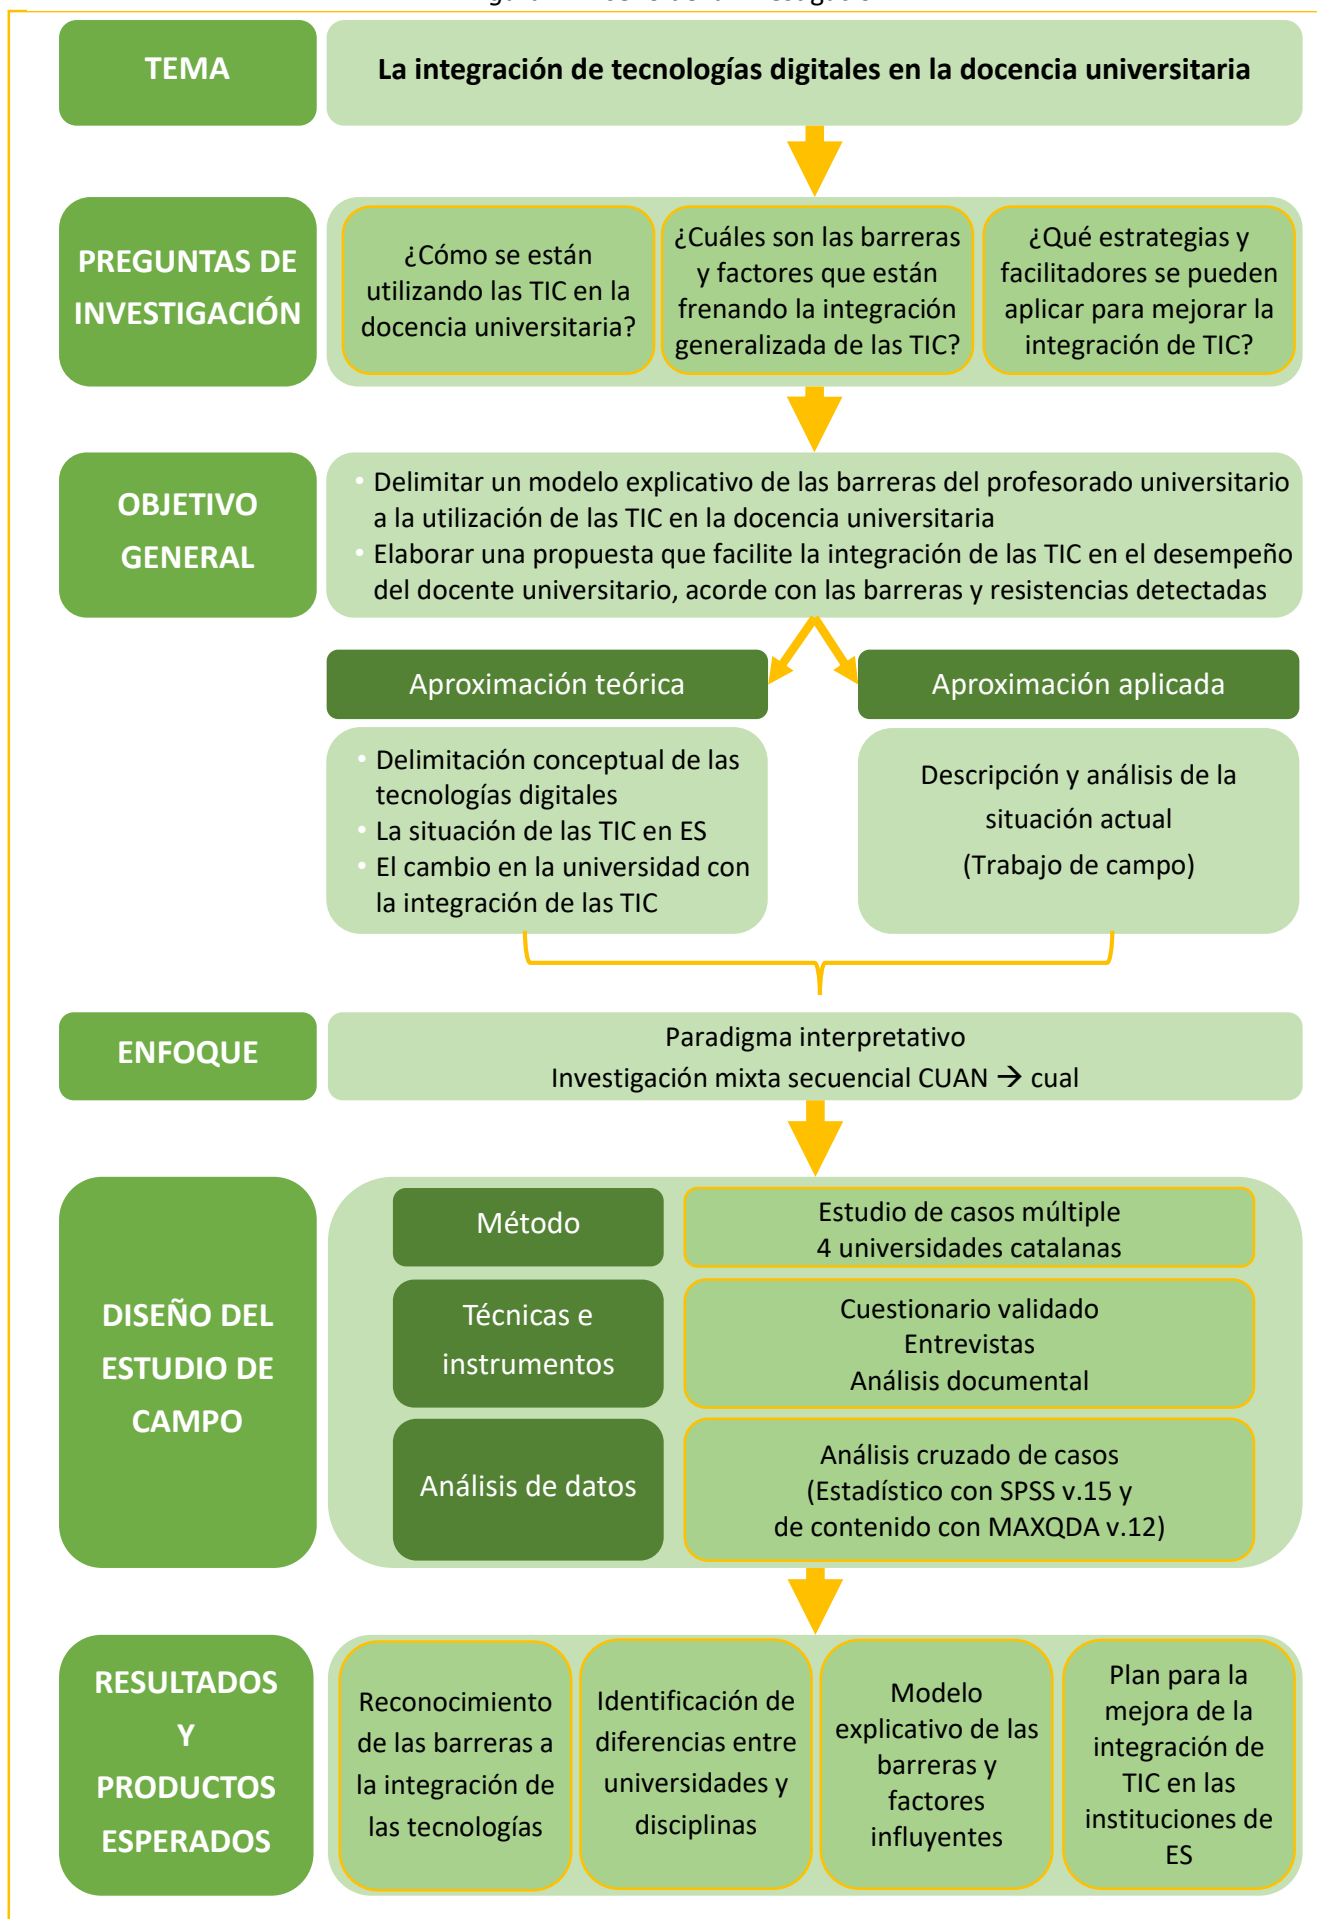 TEMA
La integración de tecnologías digitales en la docencia universitaria
PREGUNTAS DE
INVESTIGACIÓN
¿Cómo se están
utilizando las TIC en la
docencia universitaria?
¿Cuáles son las barreras
y factores que están
frenando la integración
generalizada de las TIC?
¿Qué estrategias y
facilitadores se pueden
aplicar para mejorar la
integración de TIC?
OBJETIVO
GENERAL
• Delimitar un modelo explicativo de las barreras del profesorado universitario
a la utilización de las TIC en la docencia universitaria
• Elaborar una propuesta que facilite la integración de las TIC en el desempeño
del docente universitario, acorde con las barreras y resistencias detectadas
Aproximación teórica
• Delimitación conceptual de las
tecnologías digitales
• La situación de las TIC en ES
• El cambio en la universidad con
la integración de las TIC
Aproximación aplicada
Descripción y análisis de la
situación actual
(Trabajo de campo)
ENFOQUE
Paradigma interpretativo
Investigación mixta secuencial CUAN → cual
DISEÑO DEL
ESTUDIO DE
CAMPO
Método
Estudio de casos múltiple
4 universidades catalanas
Técnicas e
instrumentos
Cuestionario validado
Entrevistas
Análisis documental
Análisis de datos
Análisis cruzado de casos
(Estadístico con SPSS v.15 y
de contenido con MAXQDA v.12)
RESULTADOS
Y
PRODUCTOS
ESPERADOS
Reconocimiento
de las barreras a
la integración de
las tecnologías
Identificación de
diferencias entre
universidades y
disciplinas
Modelo
explicativo de las
barreras y
factores
influyentes
Plan para la
mejora de la
integración de
TIC en las
instituciones de
ES